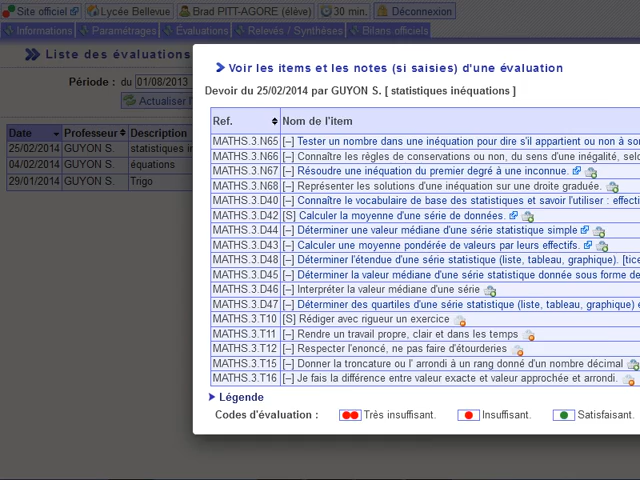 Site officiel Lycée Bellevue Brad PITT-AGORE (élève) 30 min. Déconnexion
Informations Paramétrages Évaluations Relevés / Synthèses Bilans officiels
Liste des évaluations
Période : du 01/08/2013
Actualiser l'
Date Professeur Description
25/02/2014 GUYON S. statistiques in
04/02/2014 GUYON S. équations
29/01/2014 GUYON S. Trigo
Voir les items et les notes (si saisies) d'une évaluation
Devoir du 25/02/2014 par GUYON S. [ statistiques inéquations ]
Ref. Nom de l'item
MATHS.3.N65 [–] Tester un nombre dans une inéquation pour dire s'il appartient ou non à son
MATHS.3.N66 [–] Connaître les règles de conservations ou non, du sens d'une inégalité, selo
MATHS.3.N67 [–] Résoudre une inéquation du premier degré à une inconnue.
MATHS.3.N68 [–] Représenter les solutions d'une inéquation sur une droite graduée.
MATHS.3.D40 [–] Connaître le vocabulaire de base des statistiques et savoir l'utiliser : effecti
MATHS.3.D42 [S] Calculer la moyenne d'une série de données.
MATHS.3.D44 [–] Déterminer une valeur médiane d'une série statistique simple
MATHS.3.D43 [–] Calculer une moyenne pondérée de valeurs par leurs effectifs.
MATHS.3.D48 [–] Déterminer l'étendue d'une série statistique (liste, tableau, graphique). [tice
MATHS.3.D45 [–] Déterminer la valeur médiane d'une série statistique donnée sous forme de
MATHS.3.D46 [–] Interpréter la valeur médiane d'une série
MATHS.3.D47 [–] Déterminer des quartiles d'une série statistique (liste, tableau, graphique) e
MATHS.3.T10 [S] Rédiger avec rigueur un exercice
MATHS.3.T11 [–] Rendre un travail propre, clair et dans les temps
MATHS.3.T12 [–] Respecter l'enoncé, ne pas faire d'étourderies
MATHS.3.T15 [–] Donner la troncature ou l' arrondi à un rang donné d'un nombre décimal
MATHS.3.T16 [–] Je fais la différence entre valeur exacte et valeur approchée et arrondi.
Légende
Codes d'évaluation : Très insuffisant. Insuffisant. Satisfaisant.